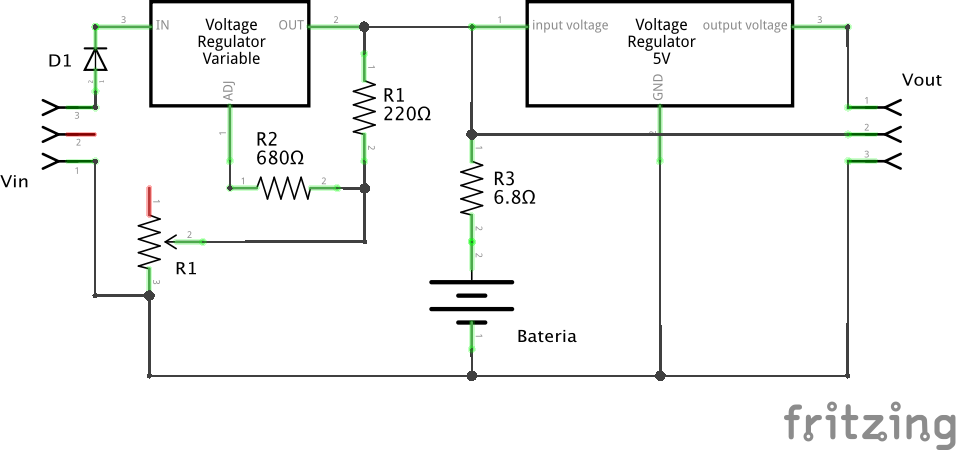 3 IN Voltage OUT 2 1 input voltage Voltage output voltage 3
Regulator Regulator
Variable 5V
D1
2 1
ADJ
GND
Vout
1
R1
220Ω
3
1
1
2
2
2
2
R2
680Ω
1
3
Vin
1 2
1
R3
6.8Ω
1
2
2
2
R1
3
Bateria
1
fritzing